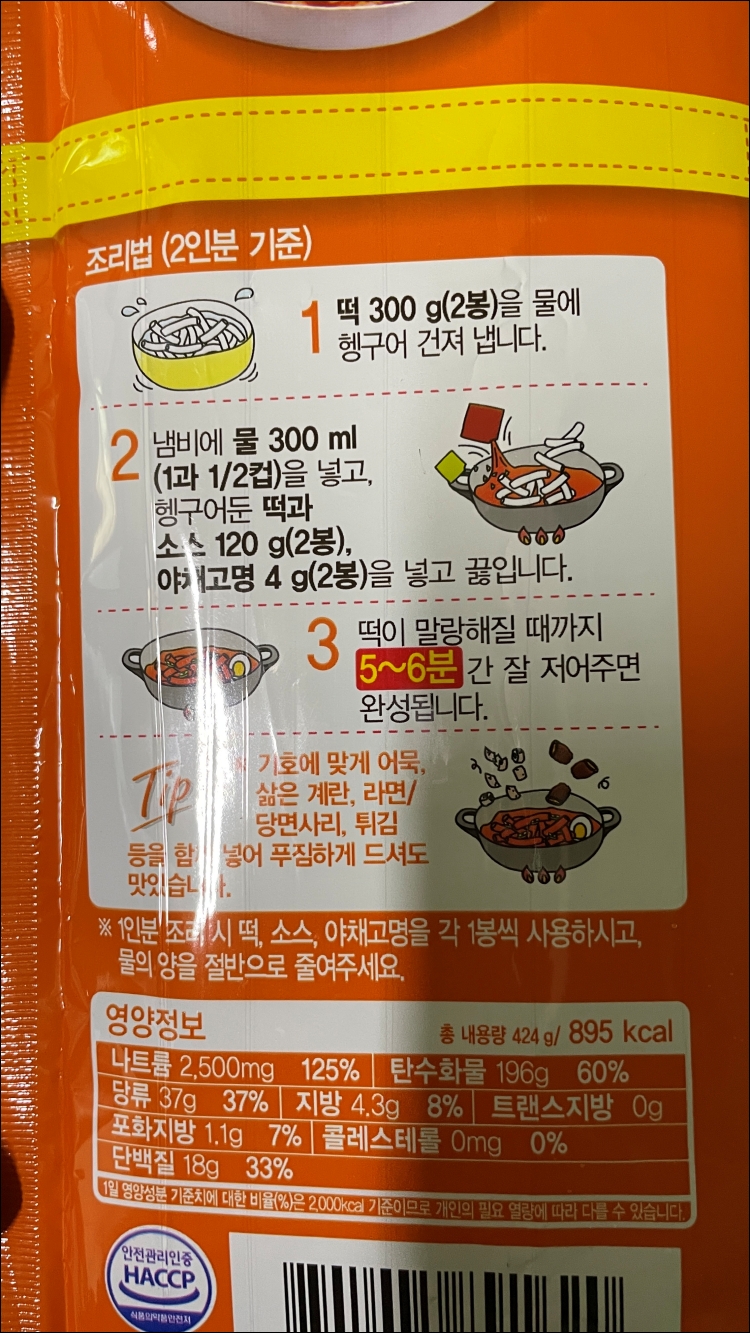 조리법 (2인분 기준)
1 떡 300 g(2봉)을 물에
헹구어 건져 냅니다.
2 냄비에 물 300 ml
(1과 1/2컵)을 넣고,
헹구어둔 떡과
소스 120 g(2봉),
야채고명 4 g(2봉)을 넣고 끓입니다.
3 떡이 말랑해질 때까지
5~6분 간 잘 저어주면
완성됩니다.
Tip * 기호에 맞게 어묵,
삶은 계란, 라면/
당면사리, 튀김
등을 함께 넣어 푸짐하게 드셔도
맛있습니다.
※ 1인분 조리 시 떡, 소스, 야채고명을 각 1봉씩 사용하시고,
물의 양을 절반으로 줄여주세요.
영양정보 총 내용량 424 g/ 895 kcal
나트륨 2,500mg 125% 탄수화물 196g 60%
당류 37g 37% 지방 4.3g 8% 트랜스지방 0g
포화지방 1.1g 7% 콜레스테롤 0mg 0%
단백질 18g 33%
1일 영양성분 기준치에 대한 비율(%)은 2,000kcal 기준이므로 개인의 필요 열량에 따라 다를 수 있습니다.
안전관리인증
HACCP
식품의약품안전처